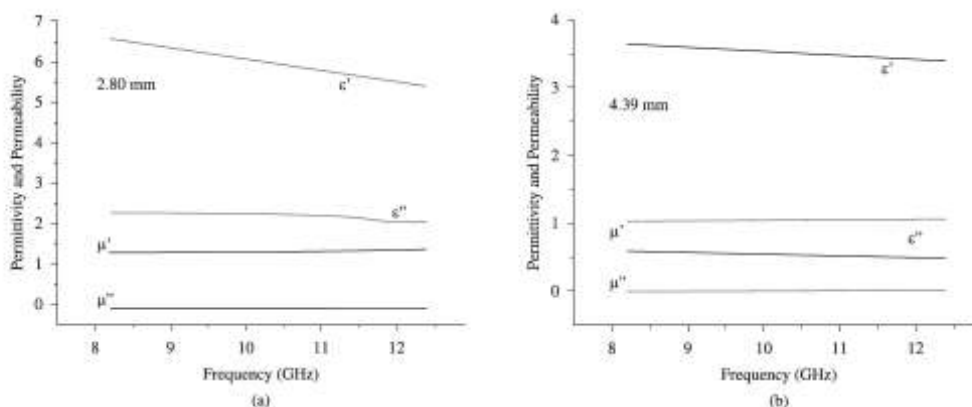 Permittivity and Permeability
7
6
5
4
3
2
1
0
2.80 mm
ε'
ε''
μ'
μ''
8 9 10 11 12
Frequency (GHz)
(a)
Permittivity and Permeability
4
3
2
1
0
4.39 mm
ε'
μ'
ε''
μ''
8 9 10 11 12
Frequency (GHz)
(b)